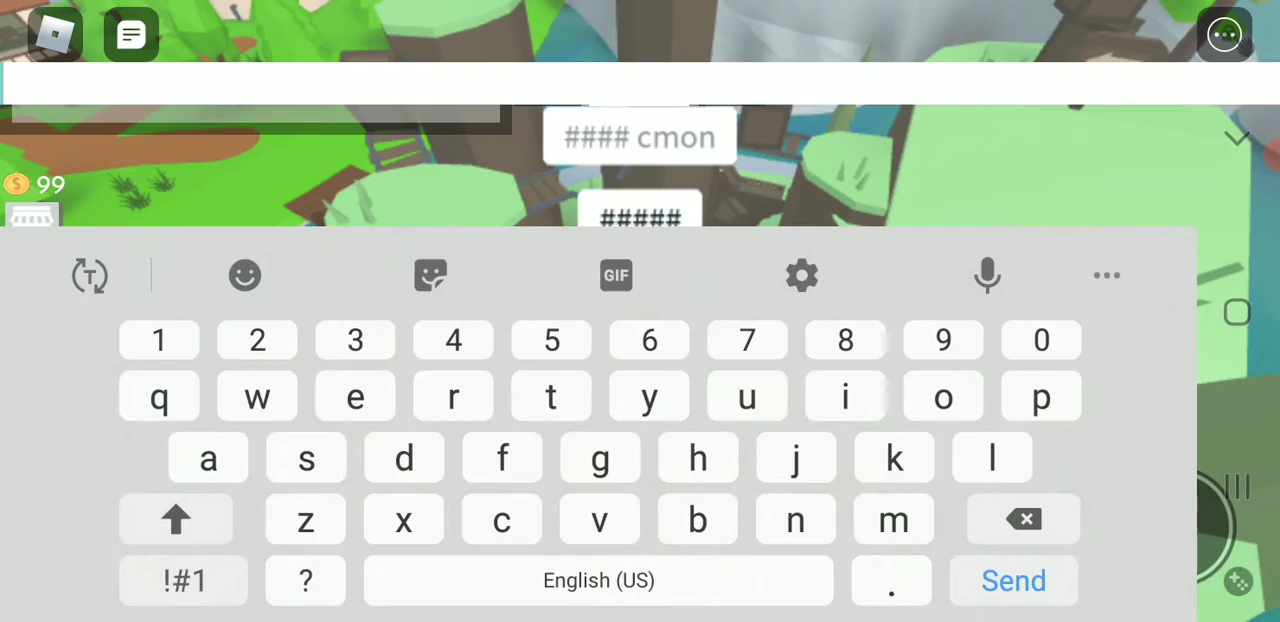 #### cmon
99
#####
T
GIF
1 2 3 4 5 6 7 8 9 0
q w e r t y u i o p
a s d f g h j k l
z x c v b n m
!#1 ? English (US) . Send